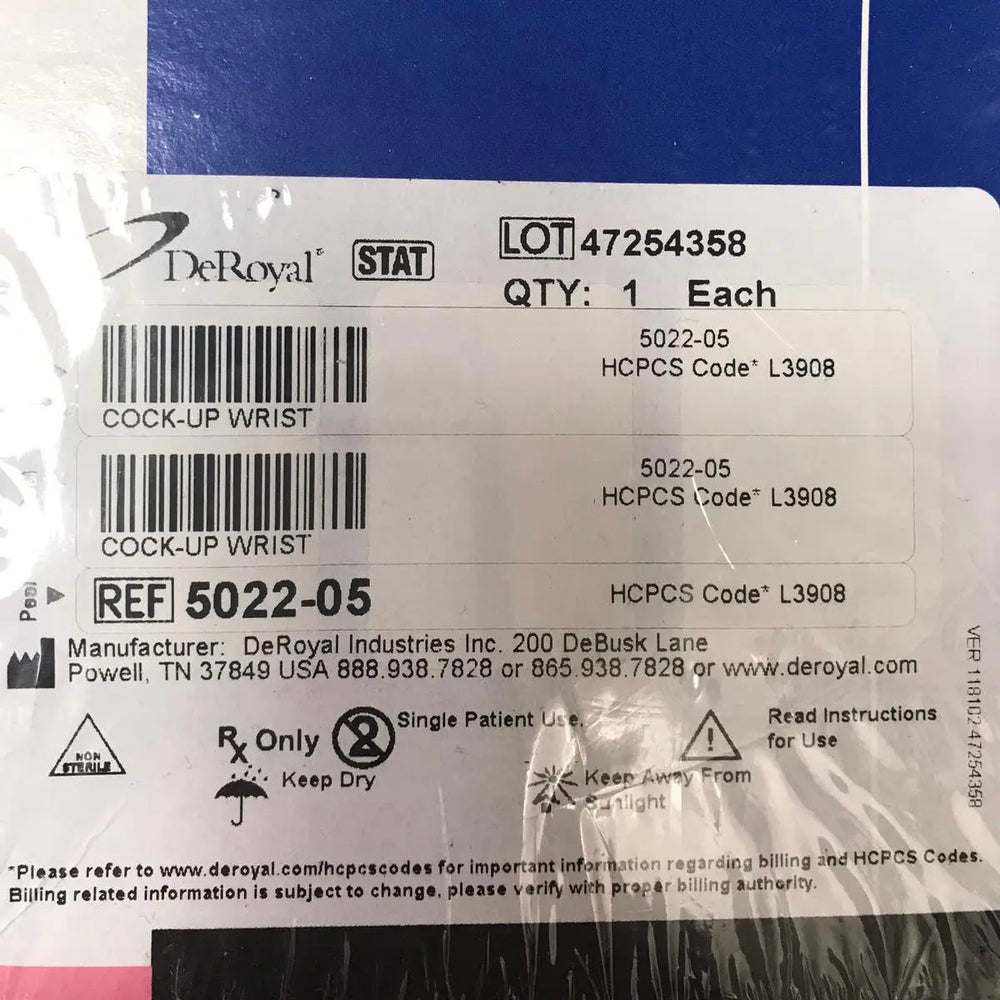 DeRoyal STAT LOT 47254358
QTY: 1 Each
5022-05
HCPCS Code* L3908
COCK-UP WRIST
5022-05
HCPCS Code* L3908
COCK-UP WRIST
Peel
REF 5022-05 HCPCS Code* L3908
Manufacturer: DeRoyal Industries Inc. 200 DeBusk Lane
Powell, TN 37849 USA 888.938.7828 or 865.938.7828 or www.deroyal.com
VER 118102 47254358
NON
STERILE
Rx Only
2
Single Patient Use.
Read Instructions
for Use
Keep Dry
Keep Away From
Sunlight
*Please refer to www.deroyal.com/hcpcscodes for important information regarding billing and HCPCS Codes.
Billing related information is subject to change, please verify with proper billing authority.